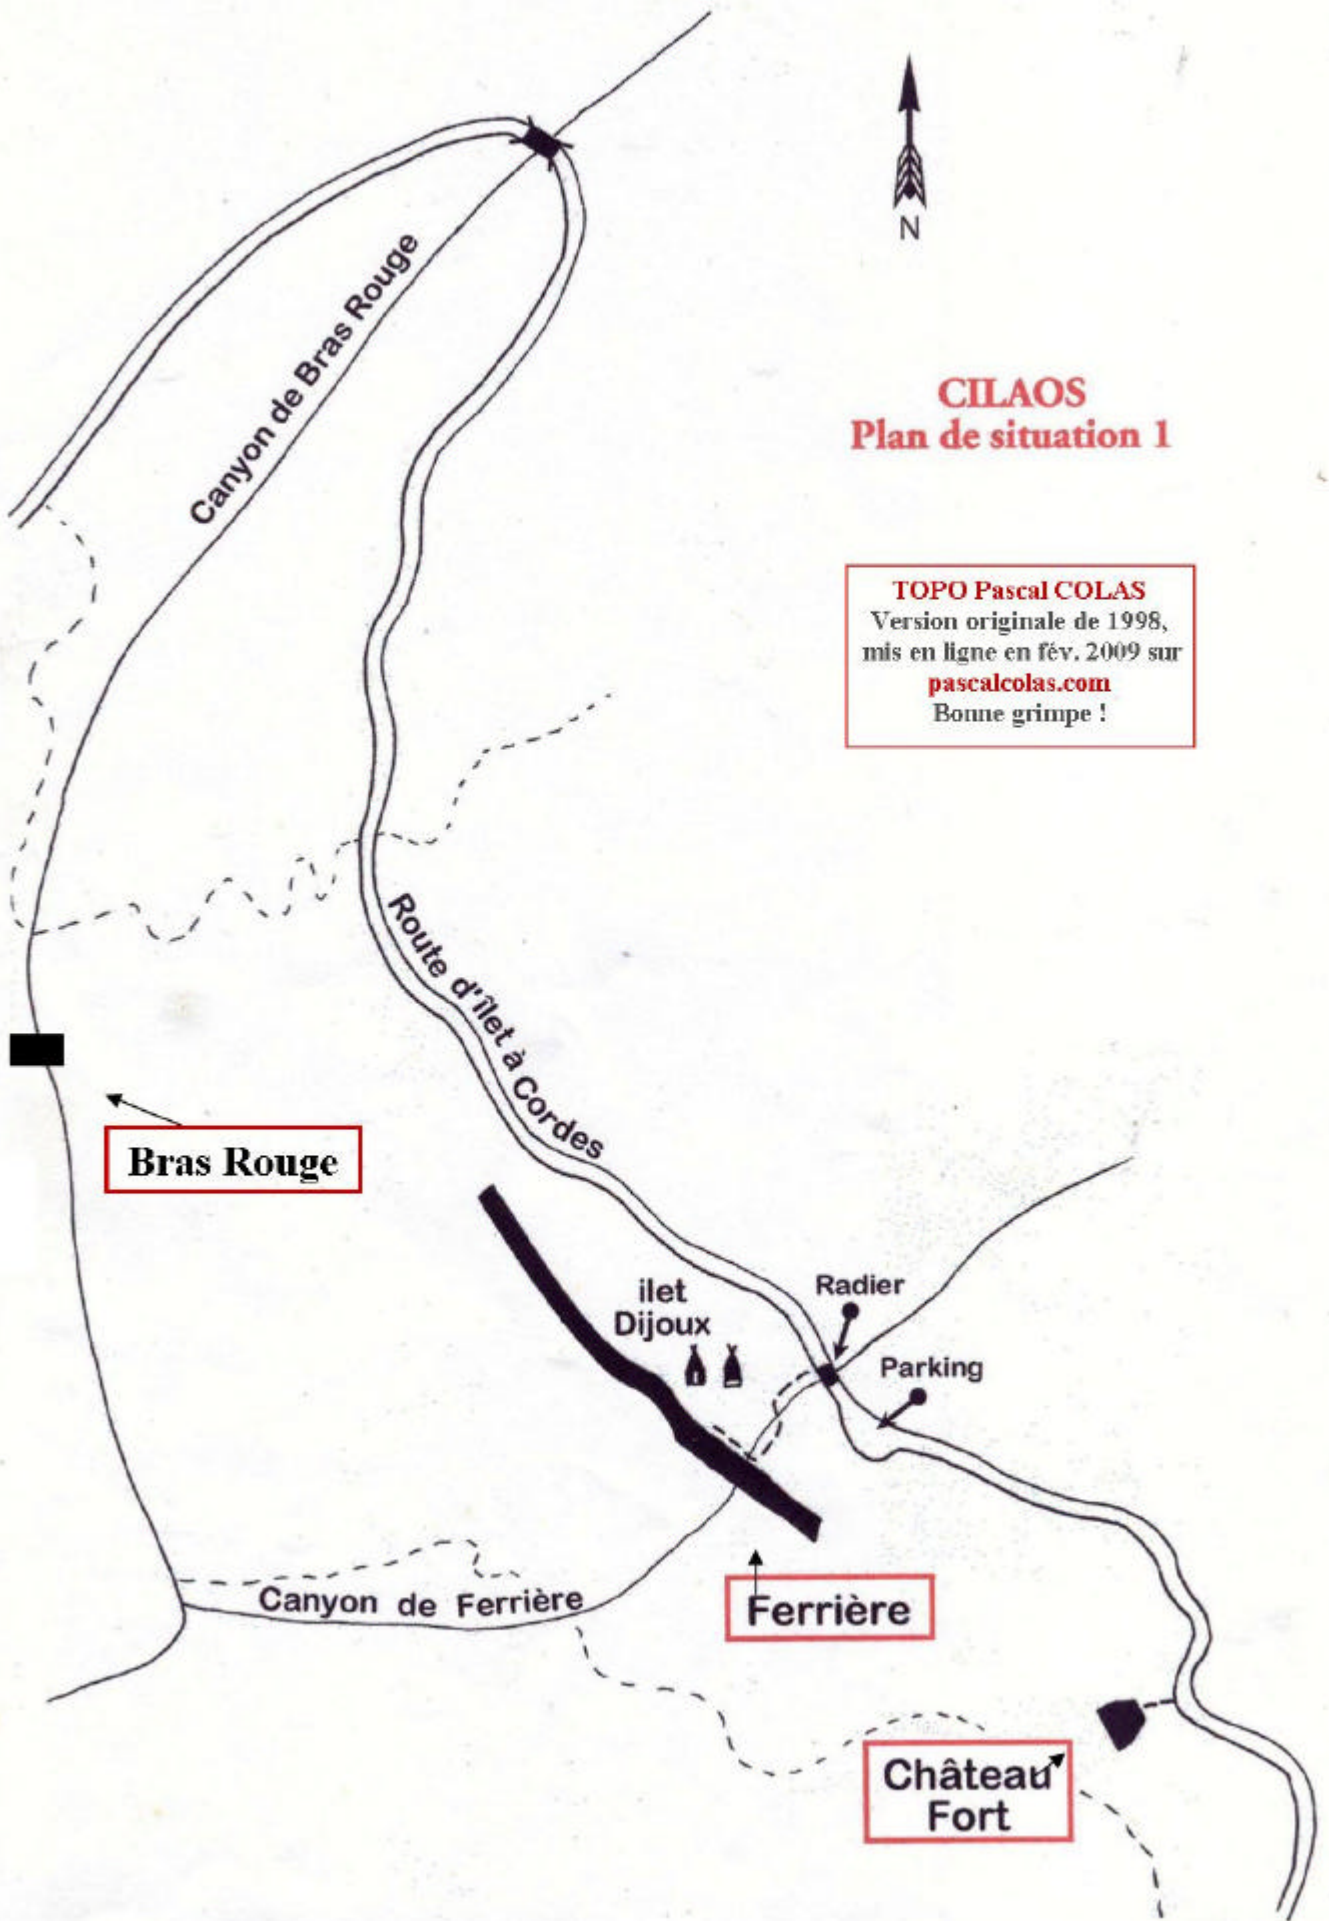 N
Canyon de Bras Rouge
CILAOS
Plan de situation 1
TOPO Pascal COLAS
Version originale de 1998,
mis en ligne en fév. 2009 sur
pascalcolas.com
Bonne grimpe !
Route d'îlet à Cordes
Bras Rouge
ilet
Dijoux
Radier
Parking
Canyon de Ferrière
Ferrière
Château
Fort